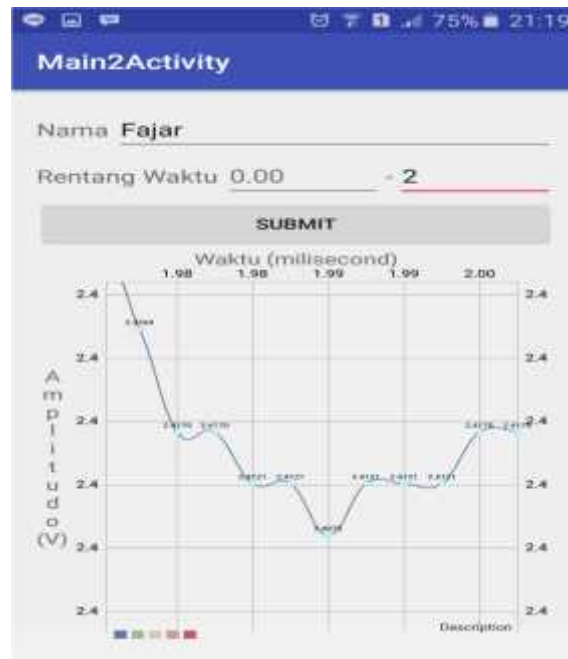 75% 21:19
Main2Activity
Nama Fajar
Rentang Waktu 0.00 - 2
SUBMIT
Waktu (milisecond)
1.98 1.98 1.99 1.99 2.00
2.4 2.4
2.4 2.4
2.4 2.4
2.4 2.4
2.4 2.4
2.4 2.4
Amplitudo
(V)
Description